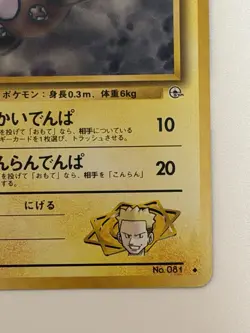 ポケモン：身長0.3m、体重6kg
かいでんぱ 10
を投げて「おもて」なら、相手についている
ギーカードを1枚選び、トラッシュさせる。
んらんでんぱ 20
を投げて「おもて」なら、相手を「こんらん」
にげる
No. 081